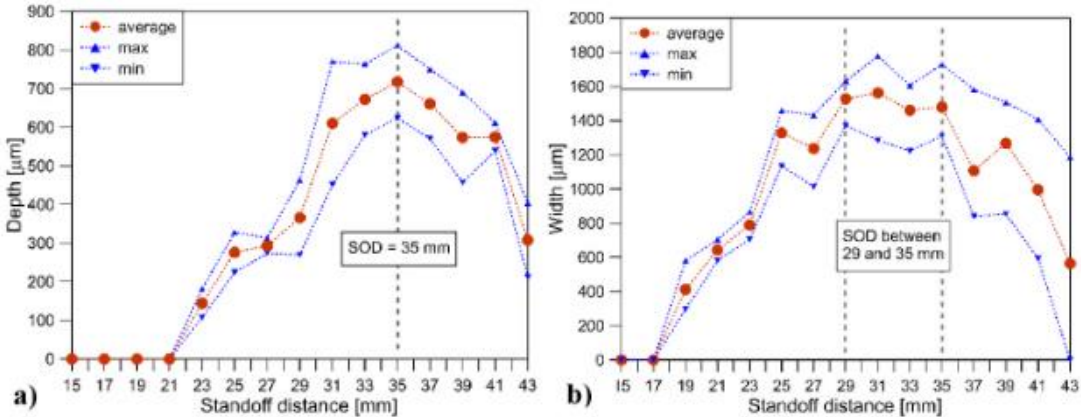 900
800
700
600
500
400
300
200
100
0
Depth [µm]
average
max
min
SOD = 35 mm
15 17 19 21 23 25 27 29 31 33 35 37 39 41 43
Standoff distance [mm]
a)
2000
1800
1600
1400
1200
1000
800
600
400
200
0
Width [µm]
average
max
min
SOD between
29 and 35 mm
15 17 19 21 23 25 27 29 31 33 35 37 39 41 43
Standoff distance [mm]
b)